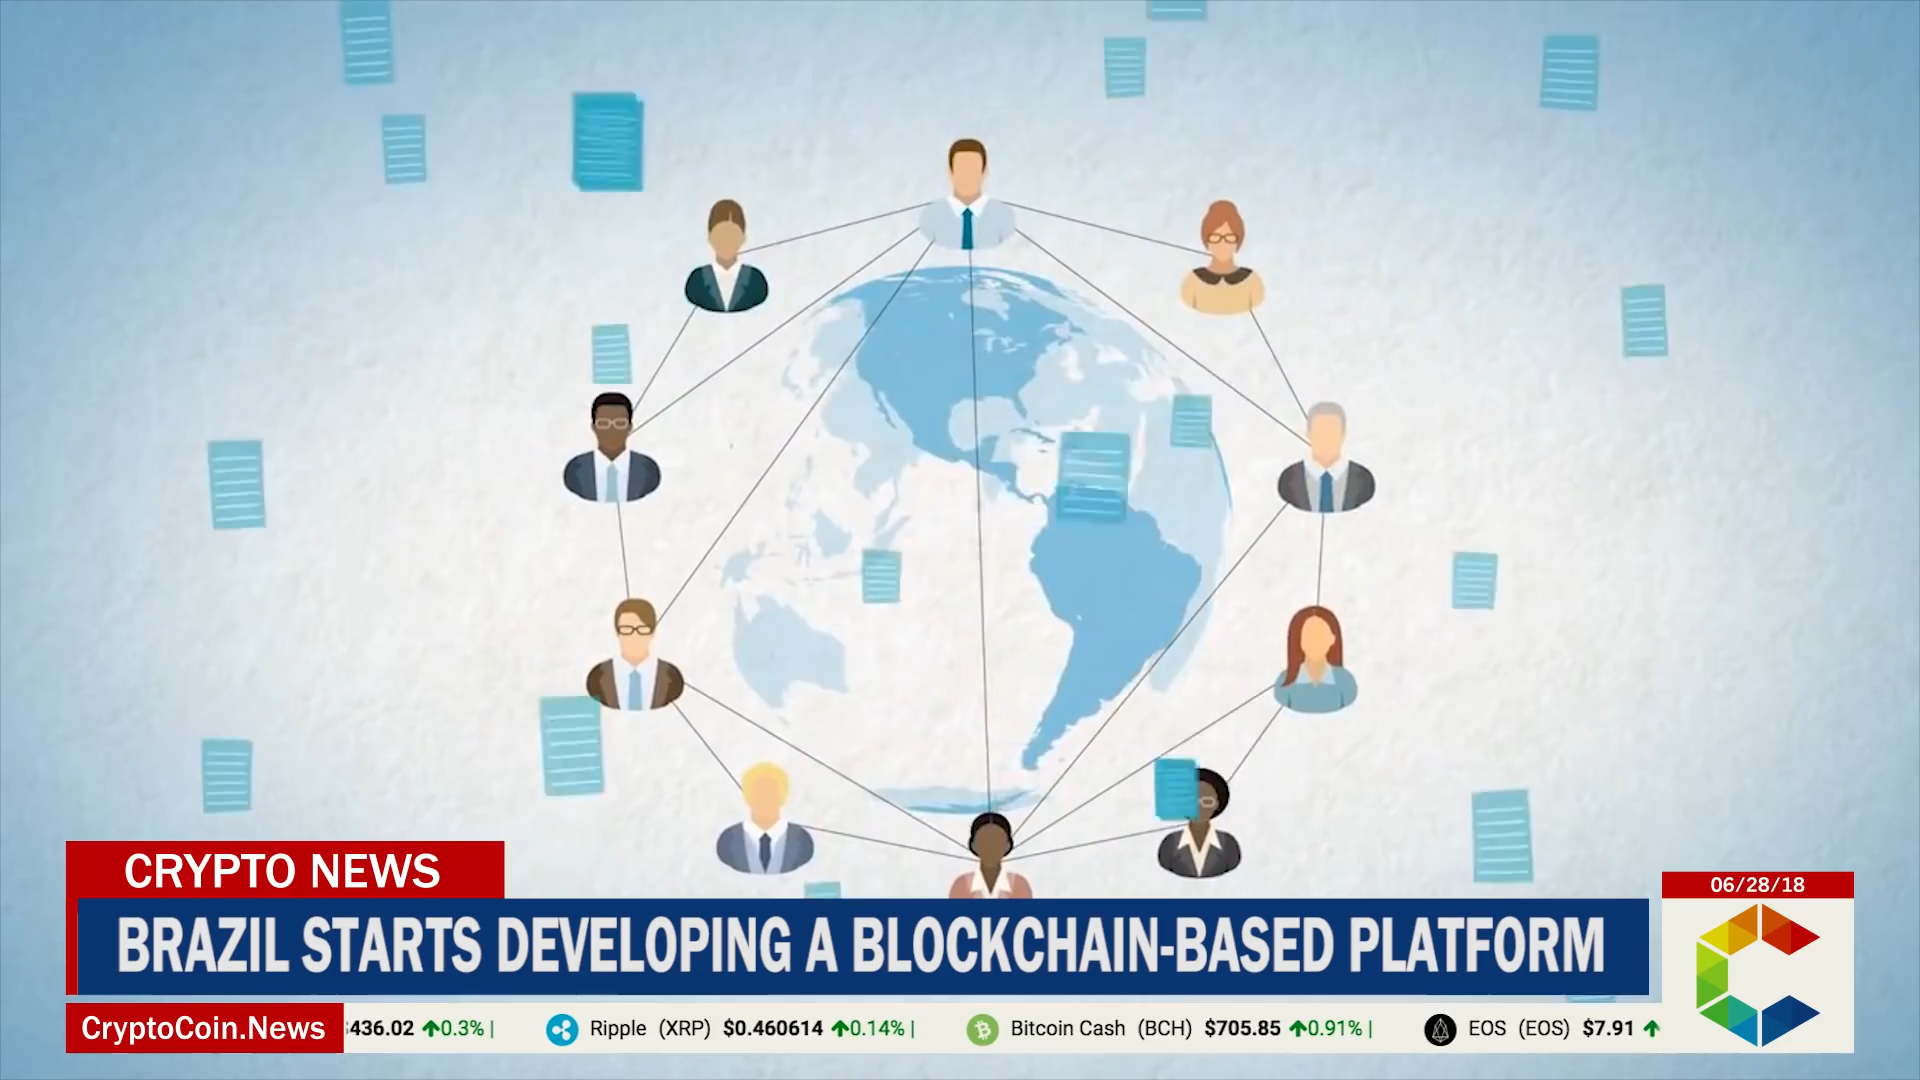 CRYPTO NEWS
BRAZIL STARTS DEVELOPING A BLOCKCHAIN-BASED PLATFORM
06/28/18
CryptoCoin.News
436.02 ↑0.3% | Ripple (XRP) $0.460614 ↑0.14% | Bitcoin Cash (BCH) $705.85 ↑0.91% | EOS (EOS) $7.91 ↑